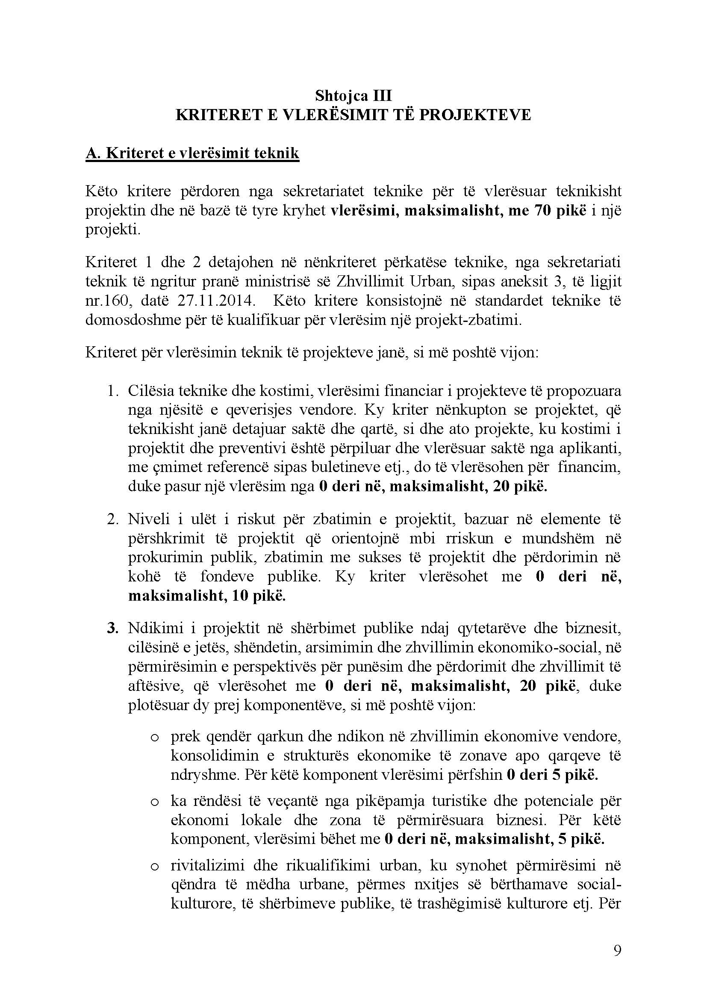 Shtojca III
KRITERET E VLERËSIMIT TË PROJEKTEVE
A. Kriteret e vlerësimit teknik
Këto kritere përdoren nga sekretariatet teknike për të vlerësuar teknikisht
projektin dhe në bazë të tyre kryhet vlerësimi, maksimalisht, me 70 pikë i një
projekti.
Kriteret 1 dhe 2 detajohen në nënkriteret përkatëse teknike, nga sekretariati
teknik të ngritur pranë ministrisë së Zhvillimit Urban, sipas aneksit 3, të ligjit
nr.160, datë 27.11.2014. Këto kritere konsistojnë në standardet teknike të
domosdoshme për të kualifikuar për vlerësim një projekt-zbatimi.
Kriteret për vlerësimin teknik të projekteve janë, si më poshtë vijon:
1. Cilësia teknike dhe kostimi, vlerësimi financiar i projekteve të propozuara
nga njësitë e qeverisjes vendore. Ky kriter nënkupton se projektet, që
teknikisht janë detajuar saktë dhe qartë, si dhe ato projekte, ku kostimi i
projektit dhe preventivi është përpiluar dhe vlerësuar saktë nga aplikanti,
me çmimet referencë sipas buletineve etj., do të vlerësohen për financim,
duke pasur një vlerësim nga 0 deri në, maksimalisht, 20 pikë.
2. Niveli i ulët i riskut për zbatimin e projektit, bazuar në elemente të
përshkrimit të projektit që orientojnë mbi rriskun e mundshëm në
prokurimin publik, zbatimin me sukses të projektit dhe përdorimin në
kohë të fondeve publike. Ky kriter vlerësohet me 0 deri në,
maksimalisht, 10 pikë.
3. Ndikimi i projektit në shërbimet publike ndaj qytetarëve dhe biznesit,
cilësinë e jetës, shëndetin, arsimimin dhe zhvillimin ekonomiko-social, në
përmirësimin e perspektivës për punësim dhe përdorimit dhe zhvillimit të
aftësive, që vlerësohet me 0 deri në, maksimalisht, 20 pikë, duke
plotësuar dy prej komponentëve, si më poshtë vijon:
o prek qendër qarkun dhe ndikon në zhvillimin ekonomive vendore,
konsolidimin e strukturës ekonomike të zonave apo qarqeve të
ndryshme. Për këtë komponent vlerësimi përfshin 0 deri 5 pikë.
o ka rëndësi të veçantë nga pikëpamja turistike dhe potenciale për
ekonomi lokale dhe zona të përmirësuara biznesi. Për këtë
komponent, vlerësimi bëhet me 0 deri në, maksimalisht, 5 pikë.
o rivitalizimi dhe rikualifikimi urban, ku synohet përmirësimi në
qëndra të mëdha urbane, përmes nxitjes së bërthamave social-
kulturore, të shërbimeve publike, të trashëgimisë kulturore etj. Për
9